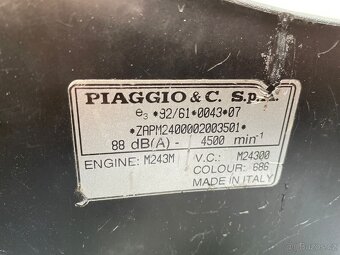 PIAGGIO & C. S.p.A.
e3 *92/61*0043*07
*ZAPM2400002003501*
88 dB(A) - 4500 min-1
ENGINE: M243M V.C.: M24300
COLOUR: 686
MADE IN ITALY